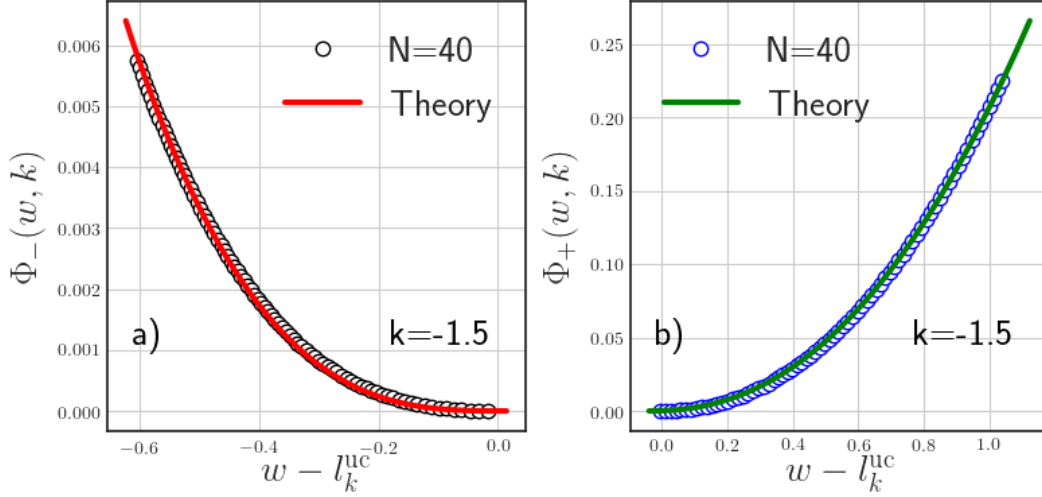 0.006
0.005
0.004
0.003
0.002
0.001
0.000
Φ₋(w, k)
N=40
Theory
a)
k=-1.5
−0.6
−0.4
−0.2
0.0
w − l_k^uc
0.25
0.20
0.15
0.10
0.05
0.00
Φ₊(w, k)
N=40
Theory
b)
k=-1.5
0.0
0.2
0.4
0.6
0.8
1.0
w − l_k^uc